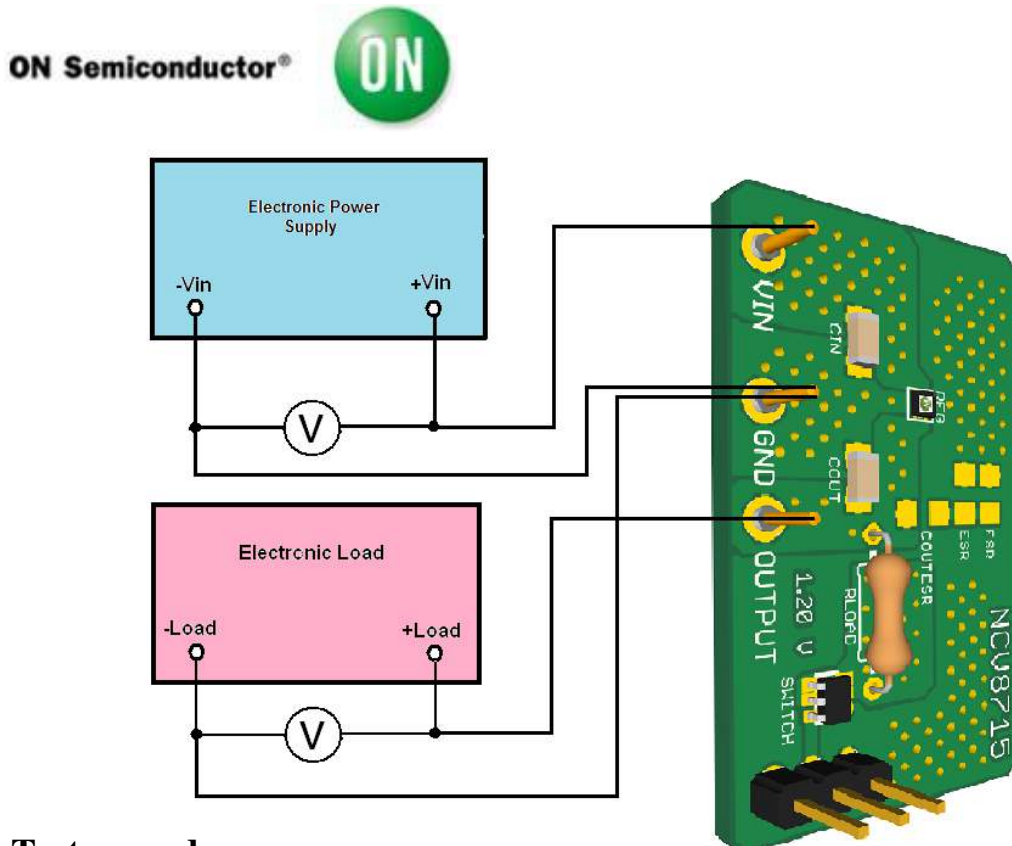 ON Semiconductor®
ON
Electronic Power
Supply
-Vin
+Vin
V
Electronic Load
-Load
+Load
V
VIN
CIN
GND
COUT
OUTPUT
COUTESR
ESR
1.20 V
RLOAD
SWITCH
NCV8715